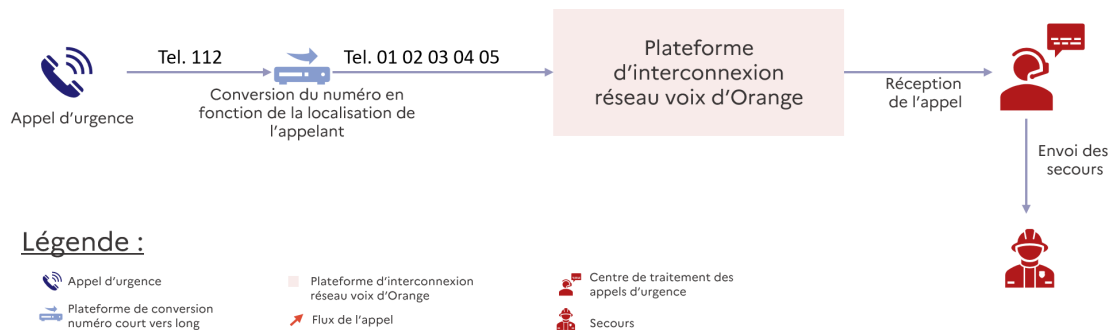 Tel. 112
Tel. 01 02 03 04 05
Appel d’urgence
Conversion du numéro en
fonction de la localisation de
l’appelant
Plateforme
d’interconnexion
réseau voix d’Orange
Réception
de l’appel
Envoi des
secours
Légende :
Appel d’urgence
Plateforme de conversion
numéro court vers long
Plateforme d’interconnexion
réseau voix d’Orange
Flux de l’appel
Centre de traitement des
appels d’urgence
Secours